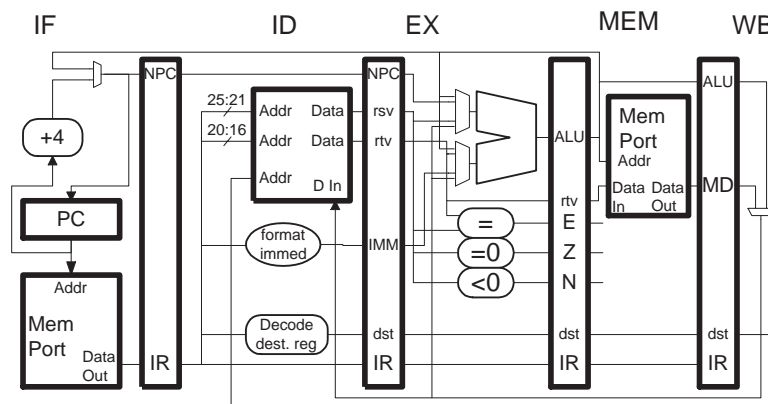 IF
ID
EX
MEM
WB
NPC
NPC
ALU
25:21
Addr
Data
rsv
20:16
Addr
Data
rtv
+4
Addr
D In
ALU
Mem
Port
Addr
Data
In
Data
Out
MD
PC
rtv
=
E
format
immed
IMM
=0
Z
<0
N
Addr
Mem
Port
Data
Out
Decode
dest. reg
dst
dst
dst
IR
IR
IR
IR